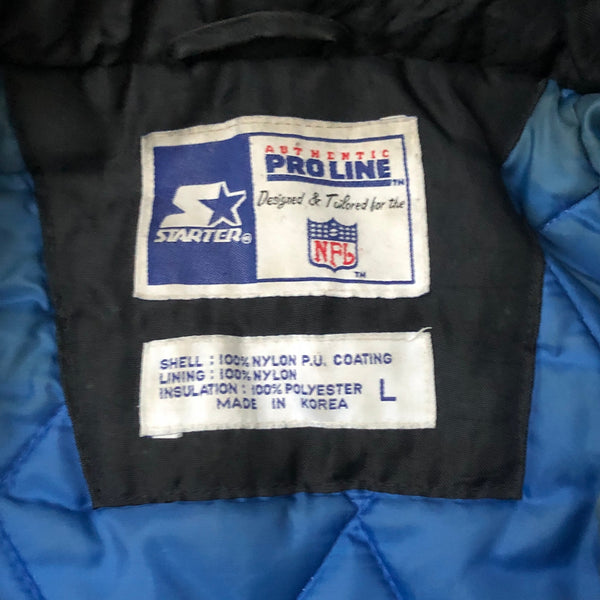 AUTHENTIC
PRO LINE TM
Designed & Tailored for the
STARTER®
NFL TM
SHELL : 100% NYLON P.U. COATING
LINING : 100% NYLON
INSULATION : 100% POLYESTER L
MADE IN KOREA